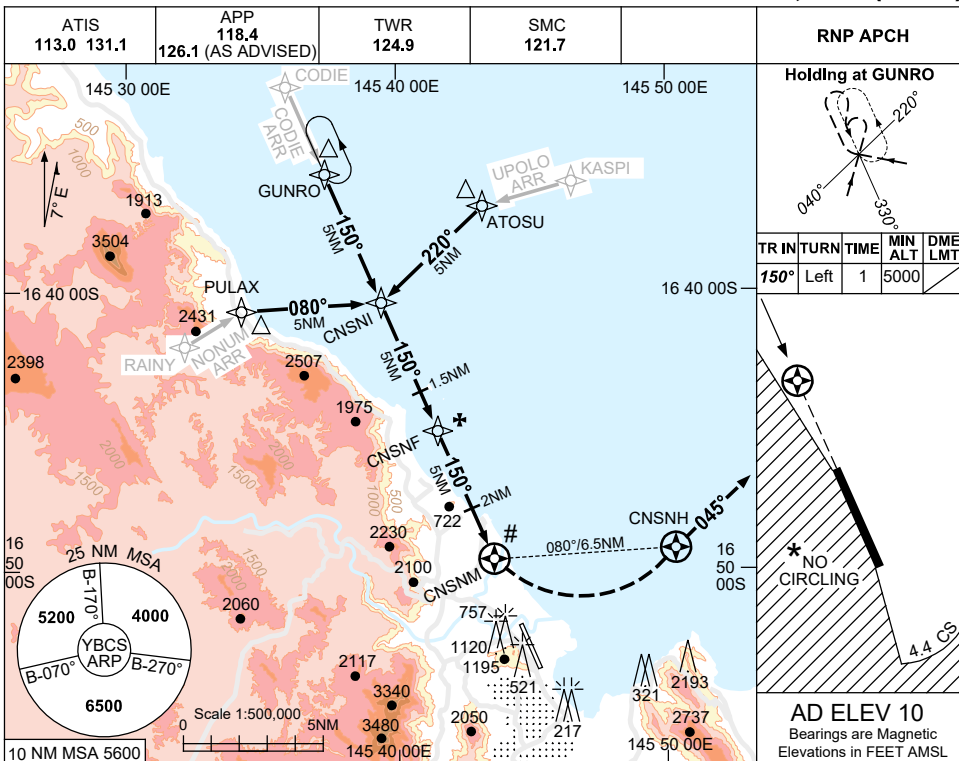 ATIS
113.0 131.1
APP
118.4
126.1 (AS ADVISED)
TWR
124.9
SMC
121.7
RNP APCH
145 30 00E
145 40 00E
145 50 00E
CODIE
CODIE
ARR
GUNRO
UPOLO
ARR
KASPI
ATOSU
7° E
500
1000
1913
3504
150°
5NM
220°
5NM
PULAX
16 40 00S
16 40 00S
080°
5NM
CNSNI
2431
RAINY
NONUM
ARR
2398
2507
150°
5NM
1.5NM
1975
CNSNF
2000
1500
150°
5NM
1000
500
722
2NM
#
CNSNH
045°
080°/6.5NM
CNSNM
2230
2100
16
50
00S
16
50
00S
1500
2000
2060
25 NM MSA
B-170°
5200
4000
YBCS
ARP
B-070°
B-270°
6500
10 NM MSA 5600
2117
3340
3480
2050
757
1120
1195
521
217
321
2193
2737
Scale 1:500,000
0
5NM
145 40 00E
145 50 00E
Holding at GUNRO
220°
040°
330°
TR IN TURN TIME MIN ALT DME LMT
150° Left 1 5000
*NO
CIRCLING
4.4 CS
AD ELEV 10
Bearings are Magnetic
Elevations in FEET AMSL